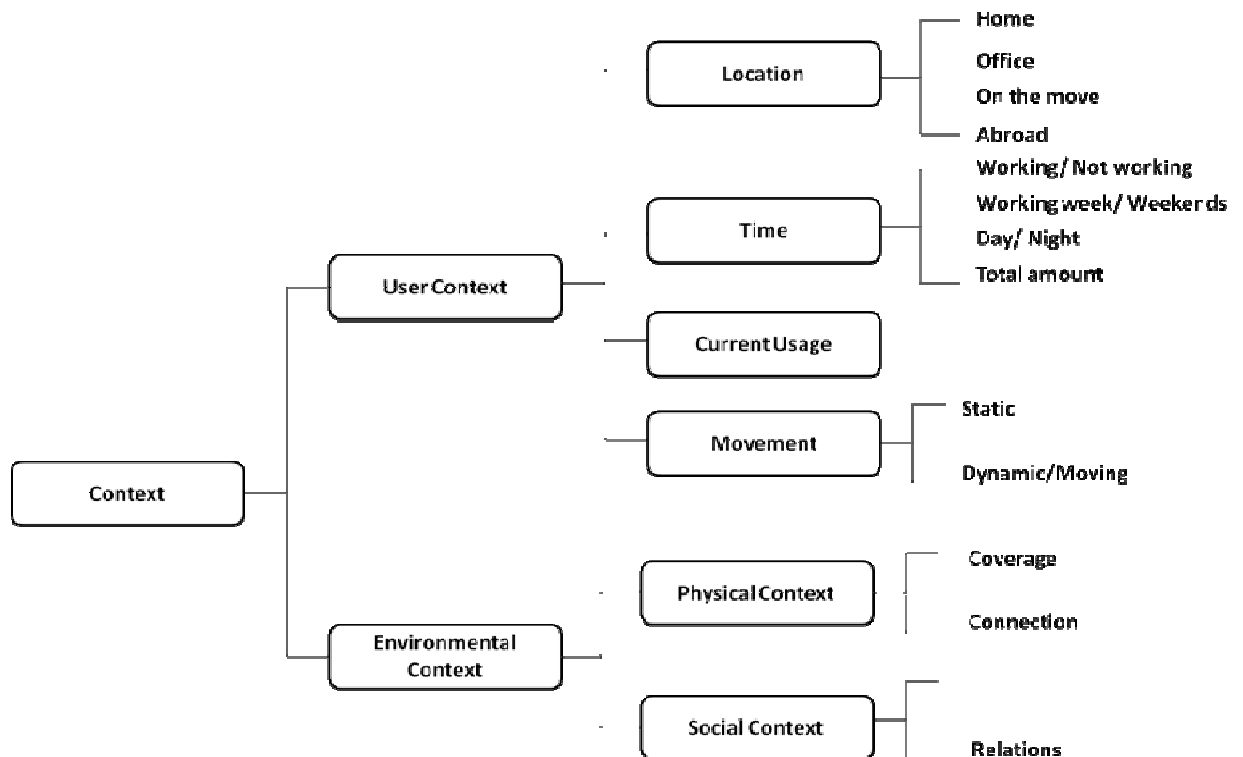 Home
Location
Office
On the move
Abroad
Working/ Not working
Working week/ Weekends
Time
Day/ Night
Total amount
User Context
Current Usage
Static
Movement
Dynamic/Moving
Context
Coverage
Physical Context
Connection
Environmental
Context
Social Context
Relations